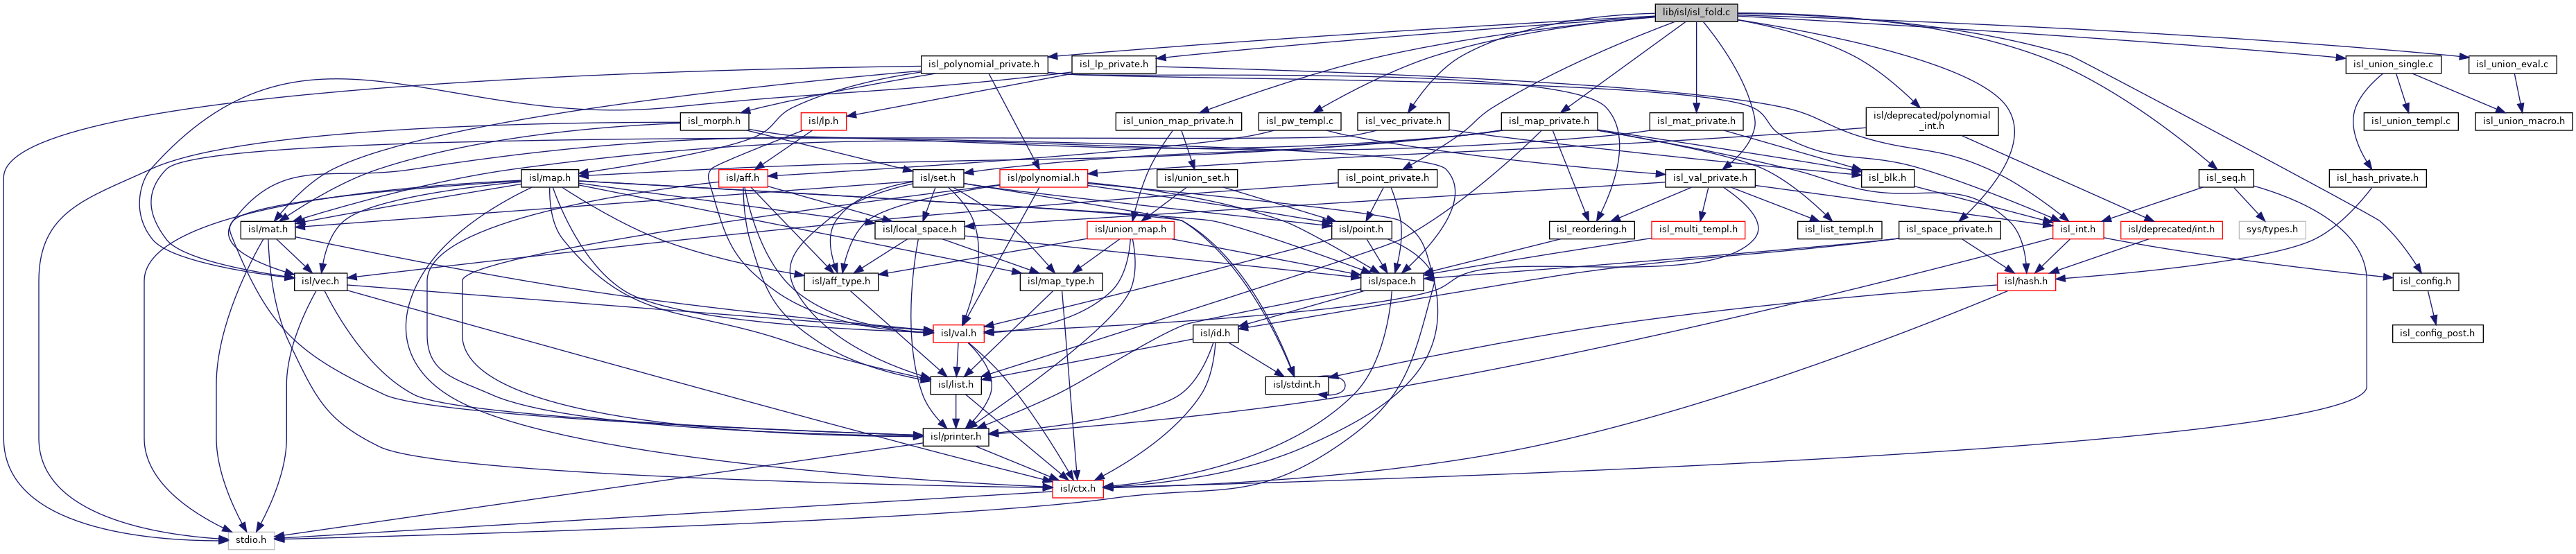 lib/isl/isl_fold.c
isl_polynomial_private.h
isl_lp_private.h
isl_union_single.c
isl_union_eval.c
isl_morph.h
isl/lp.h
isl_union_map_private.h
isl_pw_templ.c
isl_vec_private.h
isl_map_private.h
isl_mat_private.h
isl/deprecated/polynomial
_int.h
isl_union_templ.c
isl_union_macro.h
isl/map.h
isl/aff.h
isl/set.h
isl/polynomial.h
isl/union_set.h
isl_point_private.h
isl_val_private.h
isl_blk.h
isl_seq.h
isl_hash_private.h
isl/mat.h
isl/local_space.h
isl/union_map.h
isl/point.h
isl_reordering.h
isl_multi_templ.h
isl_list_templ.h
isl_space_private.h
isl_int.h
isl/deprecated/int.h
sys/types.h
isl/vec.h
isl/aff_type.h
isl/map_type.h
isl/space.h
isl/hash.h
isl_config.h
isl/val.h
isl/id.h
isl_config_post.h
isl/list.h
isl/stdint.h
isl/printer.h
isl/ctx.h
stdio.h